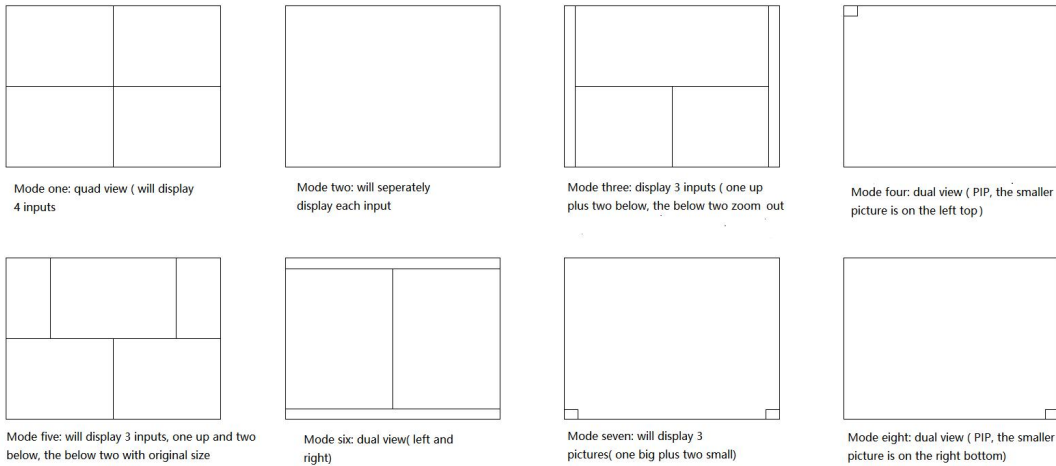 Mode one: quad view ( will display
4 inputs
Mode two: will seperately
display each input
Mode three: display 3 inputs ( one up
plus two below, the below two zoom out
Mode four: dual view ( PIP, the smaller
picture is on the left top )
Mode five: will display 3 inputs, one up and two
below, the below two with original size
Mode six: dual view( left and
right)
Mode seven: will display 3
pictures( one big plus two small)
Mode eight: dual view ( PIP, the smaller
picture is on the right bottom)